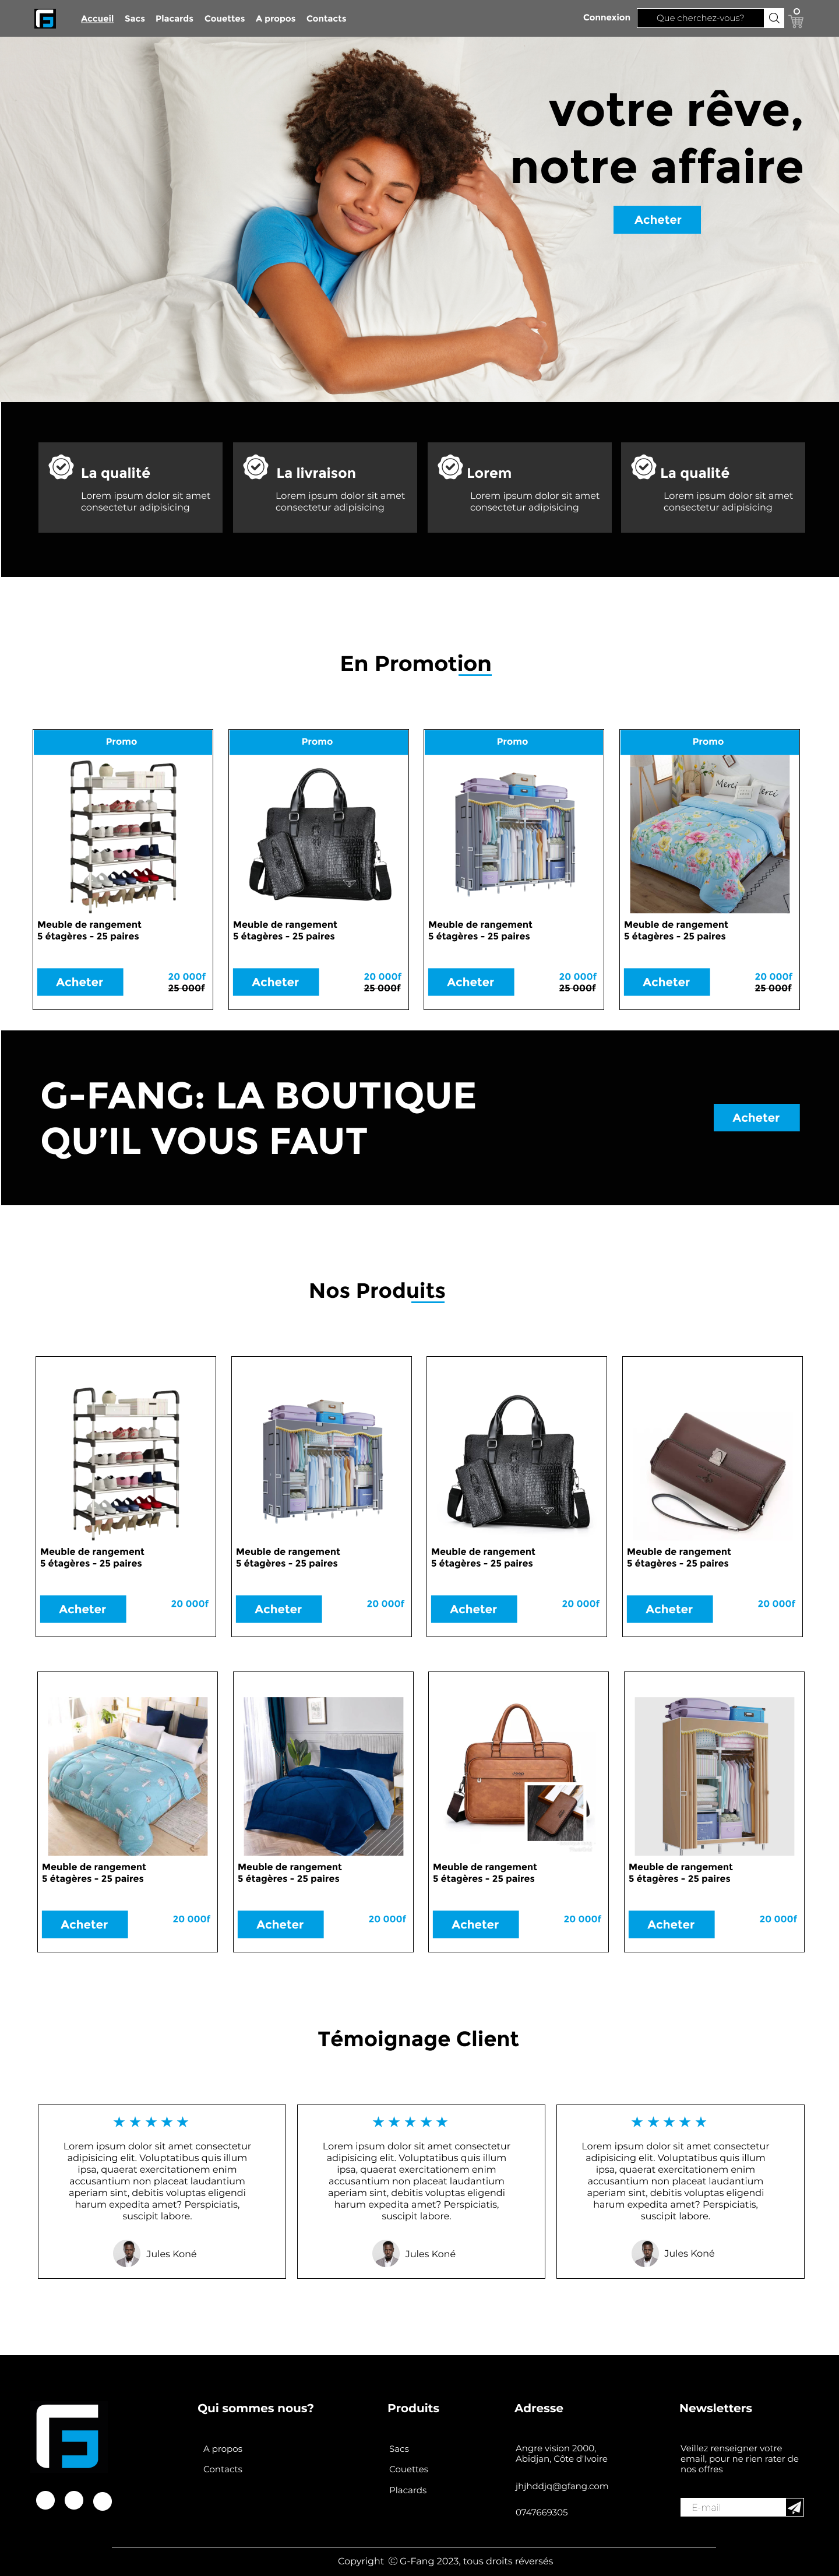 Accueil Sacs Placards Couettes A propos Contacts Connexion Que cherchez-vous? 0
votre rêve,
notre affaire
Acheter
La qualité
Lorem ipsum dolor sit amet
consectetur adipisicing
La livraison
Lorem ipsum dolor sit amet
consectetur adipisicing
Lorem
Lorem ipsum dolor sit amet
consectetur adipisicing
La qualité
Lorem ipsum dolor sit amet
consectetur adipisicing
En Promotion
Promo
Meuble de rangement
5 étagères - 25 paires
Acheter
20 000f
25 000f
Promo
Meuble de rangement
5 étagères - 25 paires
Acheter
20 000f
25 000f
Promo
Meuble de rangement
5 étagères - 25 paires
Acheter
20 000f
25 000f
Promo
Merci
Merci
Meuble de rangement
5 étagères - 25 paires
Acheter
20 000f
25 000f
G-FANG: LA BOUTIQUE
QU’IL VOUS FAUT
Acheter
Nos Produits
Meuble de rangement
5 étagères - 25 paires
Acheter
20 000f
Meuble de rangement
5 étagères - 25 paires
Acheter
20 000f
Meuble de rangement
5 étagères - 25 paires
Acheter
20 000f
Meuble de rangement
5 étagères - 25 paires
Acheter
20 000f
Meuble de rangement
5 étagères - 25 paires
Acheter
20 000f
Meuble de rangement
5 étagères - 25 paires
Acheter
20 000f
Meuble de rangement
5 étagères - 25 paires
Acheter
20 000f
Meuble de rangement
5 étagères - 25 paires
Acheter
20 000f
Témoignage Client
Lorem ipsum dolor sit amet consectetur
adipisicing elit. Voluptatibus quis illum
ipsa, quaerat exercitationem enim
accusantium non placeat laudantium
aperiam sint, debitis voluptas eligendi
harum expedita amet? Perspiciatis,
suscipit labore.
Jules Koné
Lorem ipsum dolor sit amet consectetur
adipisicing elit. Voluptatibus quis illum
ipsa, quaerat exercitationem enim
accusantium non placeat laudantium
aperiam sint, debitis voluptas eligendi
harum expedita amet? Perspiciatis,
suscipit labore.
Jules Koné
Lorem ipsum dolor sit amet consectetur
adipisicing elit. Voluptatibus quis illum
ipsa, quaerat exercitationem enim
accusantium non placeat laudantium
aperiam sint, debitis voluptas eligendi
harum expedita amet? Perspiciatis,
suscipit labore.
Jules Koné
Qui sommes nous?
A propos
Contacts
Produits
Sacs
Couettes
Placards
Adresse
Angre vision 2000,
Abidjan, Côte d'Ivoire
jhjhddjq@gfang.com
0747669305
Newsletters
Veillez renseigner votre
email, pour ne rien rater de
nos offres
E-mail
Copyright © G-Fang 2023, tous droits réversés